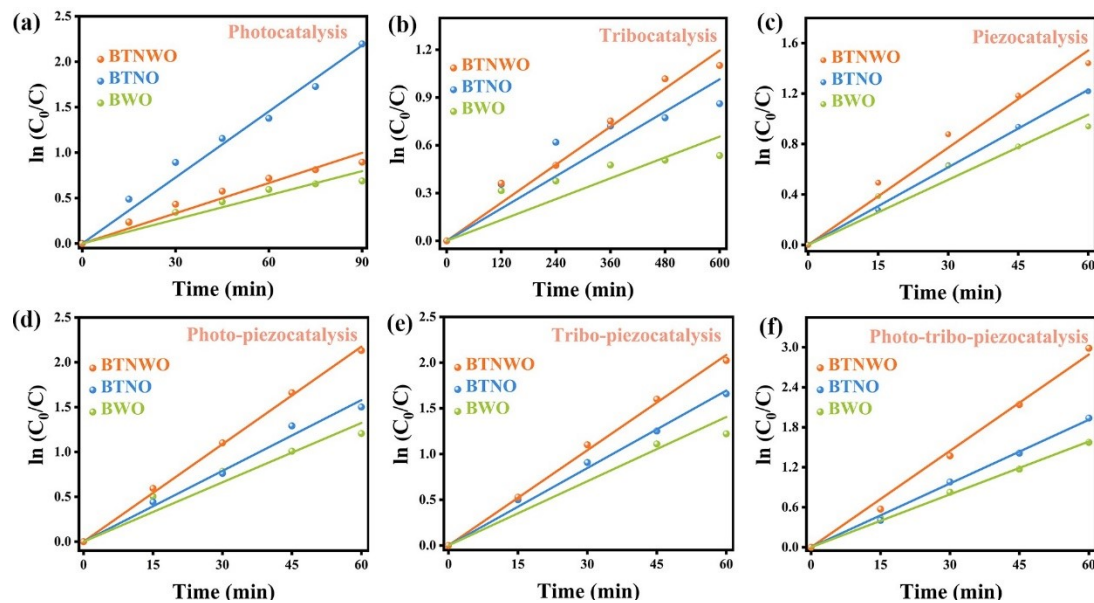 (a)
Photocatalysis
BTNWO
BTNO
BWO
ln (C₀/C)
2.5
2.0
1.5
1.0
0.5
0.0
0 30 60 90
Time (min)
(b)
Tribocatalysis
BTNWO
BTNO
BWO
ln (C₀/C)
1.2
0.9
0.6
0.3
0.0
0 120 240 360 480 600
Time (min)
(c)
Piezocatalysis
BTNWO
BTNO
BWO
ln (C₀/C)
1.6
1.2
0.8
0.4
0.0
0 15 30 45 60
Time (min)
(d)
Photo-piezocatalysis
BTNWO
BTNO
BWO
ln (C₀/C)
2.5
2.0
1.5
1.0
0.5
0.0
0 15 30 45 60
Time (min)
(e)
Tribo-piezocatalysis
BTNWO
BTNO
BWO
ln (C₀/C)
2.5
2.0
1.5
1.0
0.5
0.0
0 15 30 45 60
Time (min)
(f)
Photo-tribo-piezocatalysis
BTNWO
BTNO
BWO
ln (C₀/C)
3.0
2.4
1.8
1.2
0.6
0.0
0 15 30 45 60
Time (min)